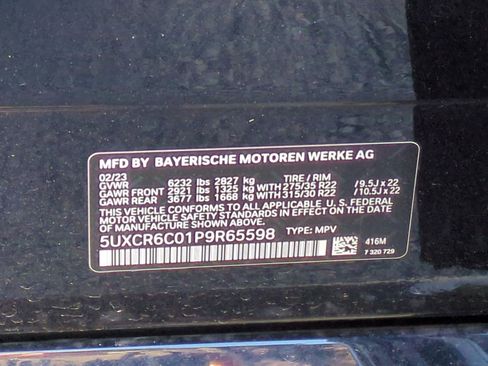 MFD BY BAYERISCHE MOTOREN WERKE AG
02/23 TIRE / RIM
GVWR 6232 lbs 2827 kg
GAWR FRONT 2921 lbs 1325 kg WITH 275/35 R22 /9.5J x 22
GAWR REAR 3677 lbs 1668 kg WITH 315/30 R22 /10.5J x 22
THIS VEHICLE CONFORMS TO ALL APPLICABLE U.S. FEDERAL
MOTOR VEHICLE SAFETY STANDARDS IN EFFECT ON THE
DATE OF MANUFACTURE SHOWN ABOVE.
5UXCR6C01P9R65598 TYPE: MPV
416M
7 320 729